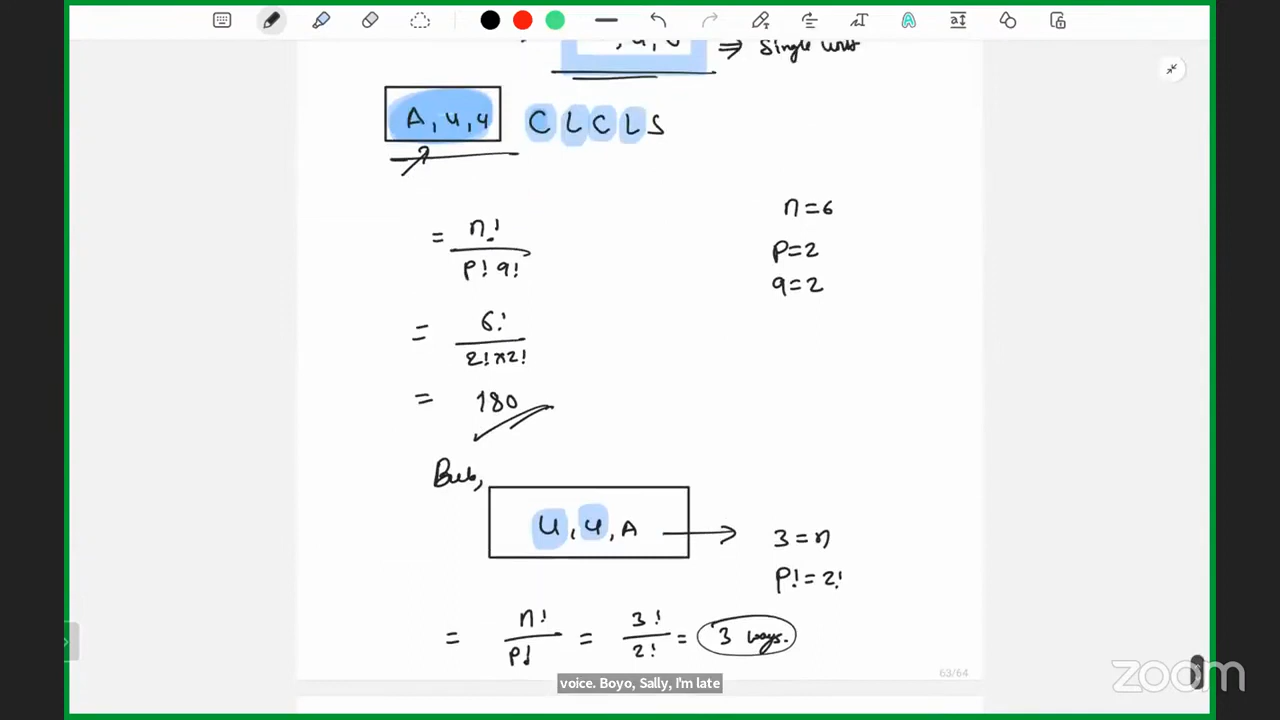 ⇒ Single unit
A, u, u C L C L S
= n! / p! q!
n = 6
p = 2
q = 2
= 6! / 2! × 2!
= 180
But,
u, u, A → 3 = n
p! = 2!
= n! / p! = 3! / 2! = 3 ways.
63/64
voice. Boyo, Sally, I'm late
zoom